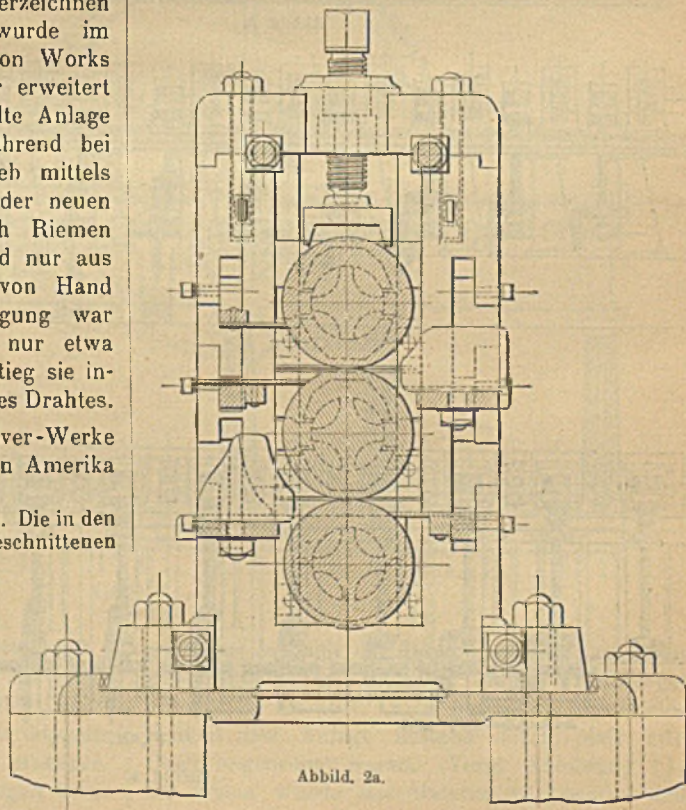 erzeichnen
wurde im
on Works
r erweitert
lte Anlage
ährend bei
eb mittels
der neuen
h Riemen
d nur aus
von Hand
gung war
nur etwa
tieg sie in-
es Drahtes.
ver-Werke
n Amerika
. Die in den
eschnittenen
Abbild. 2a.